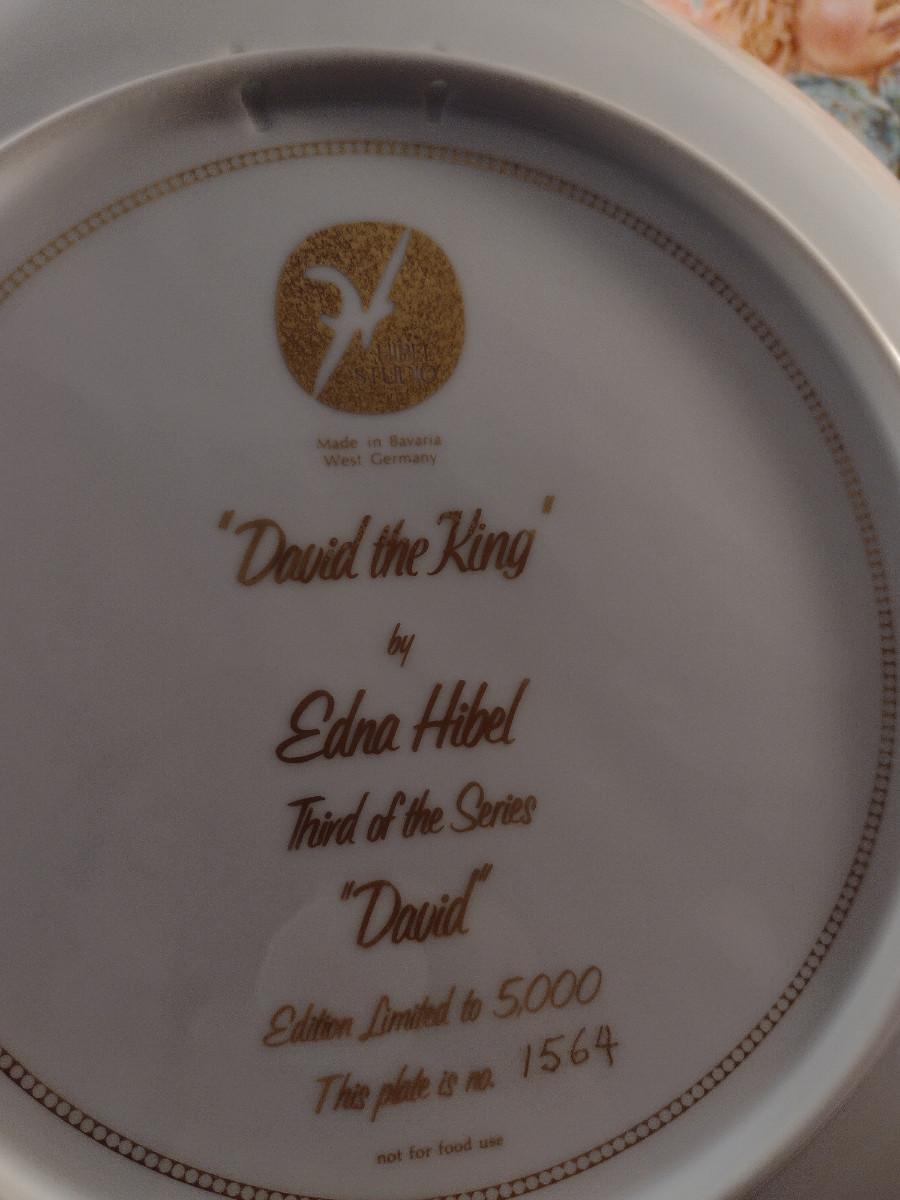 HIBEL
STUDIO
Made in Bavaria
West Germany
"David the King"
by
Edna Hibel
Third of the Series
"David"
Edition Limited to 5,000
This plate is no. 1564
not for food use